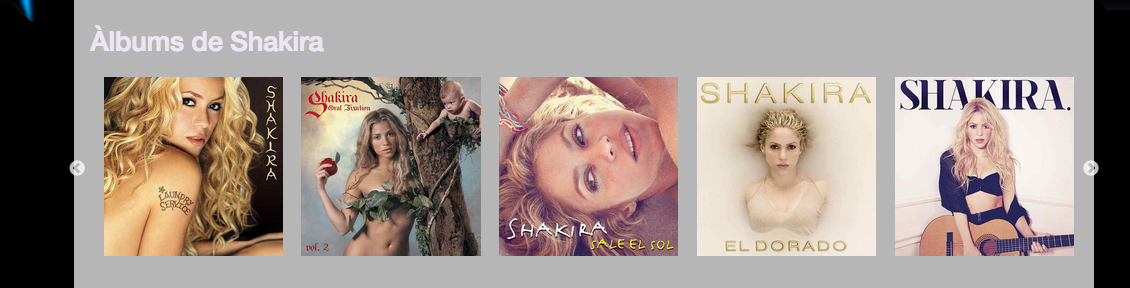 Àlbums de Shakira
SHAKIRA
LAUNDRY
SERVICE
Shakira
Oral Fixation
vol. 2
SHAKIRA
SALE EL SOL
SHAKIRA
EL DORADO
SHAKIRA.